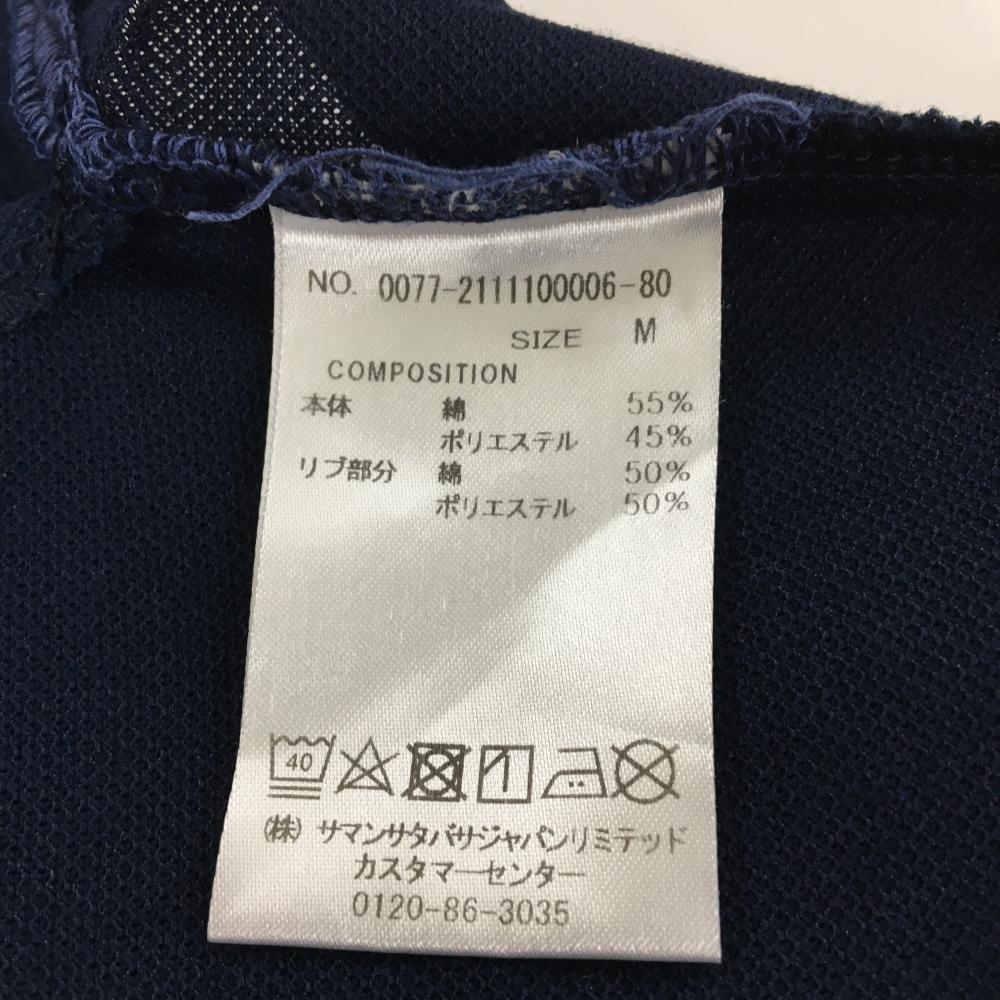 NO. 0077-2111100006-80
SIZE M
COMPOSITION
本体 綿 55%
ポリエステル 45%
リブ部分 綿 50%
ポリエステル 50%
40
(株) サマンサタバサジャパンリミテッド
カスタマーセンター
0120-86-3035